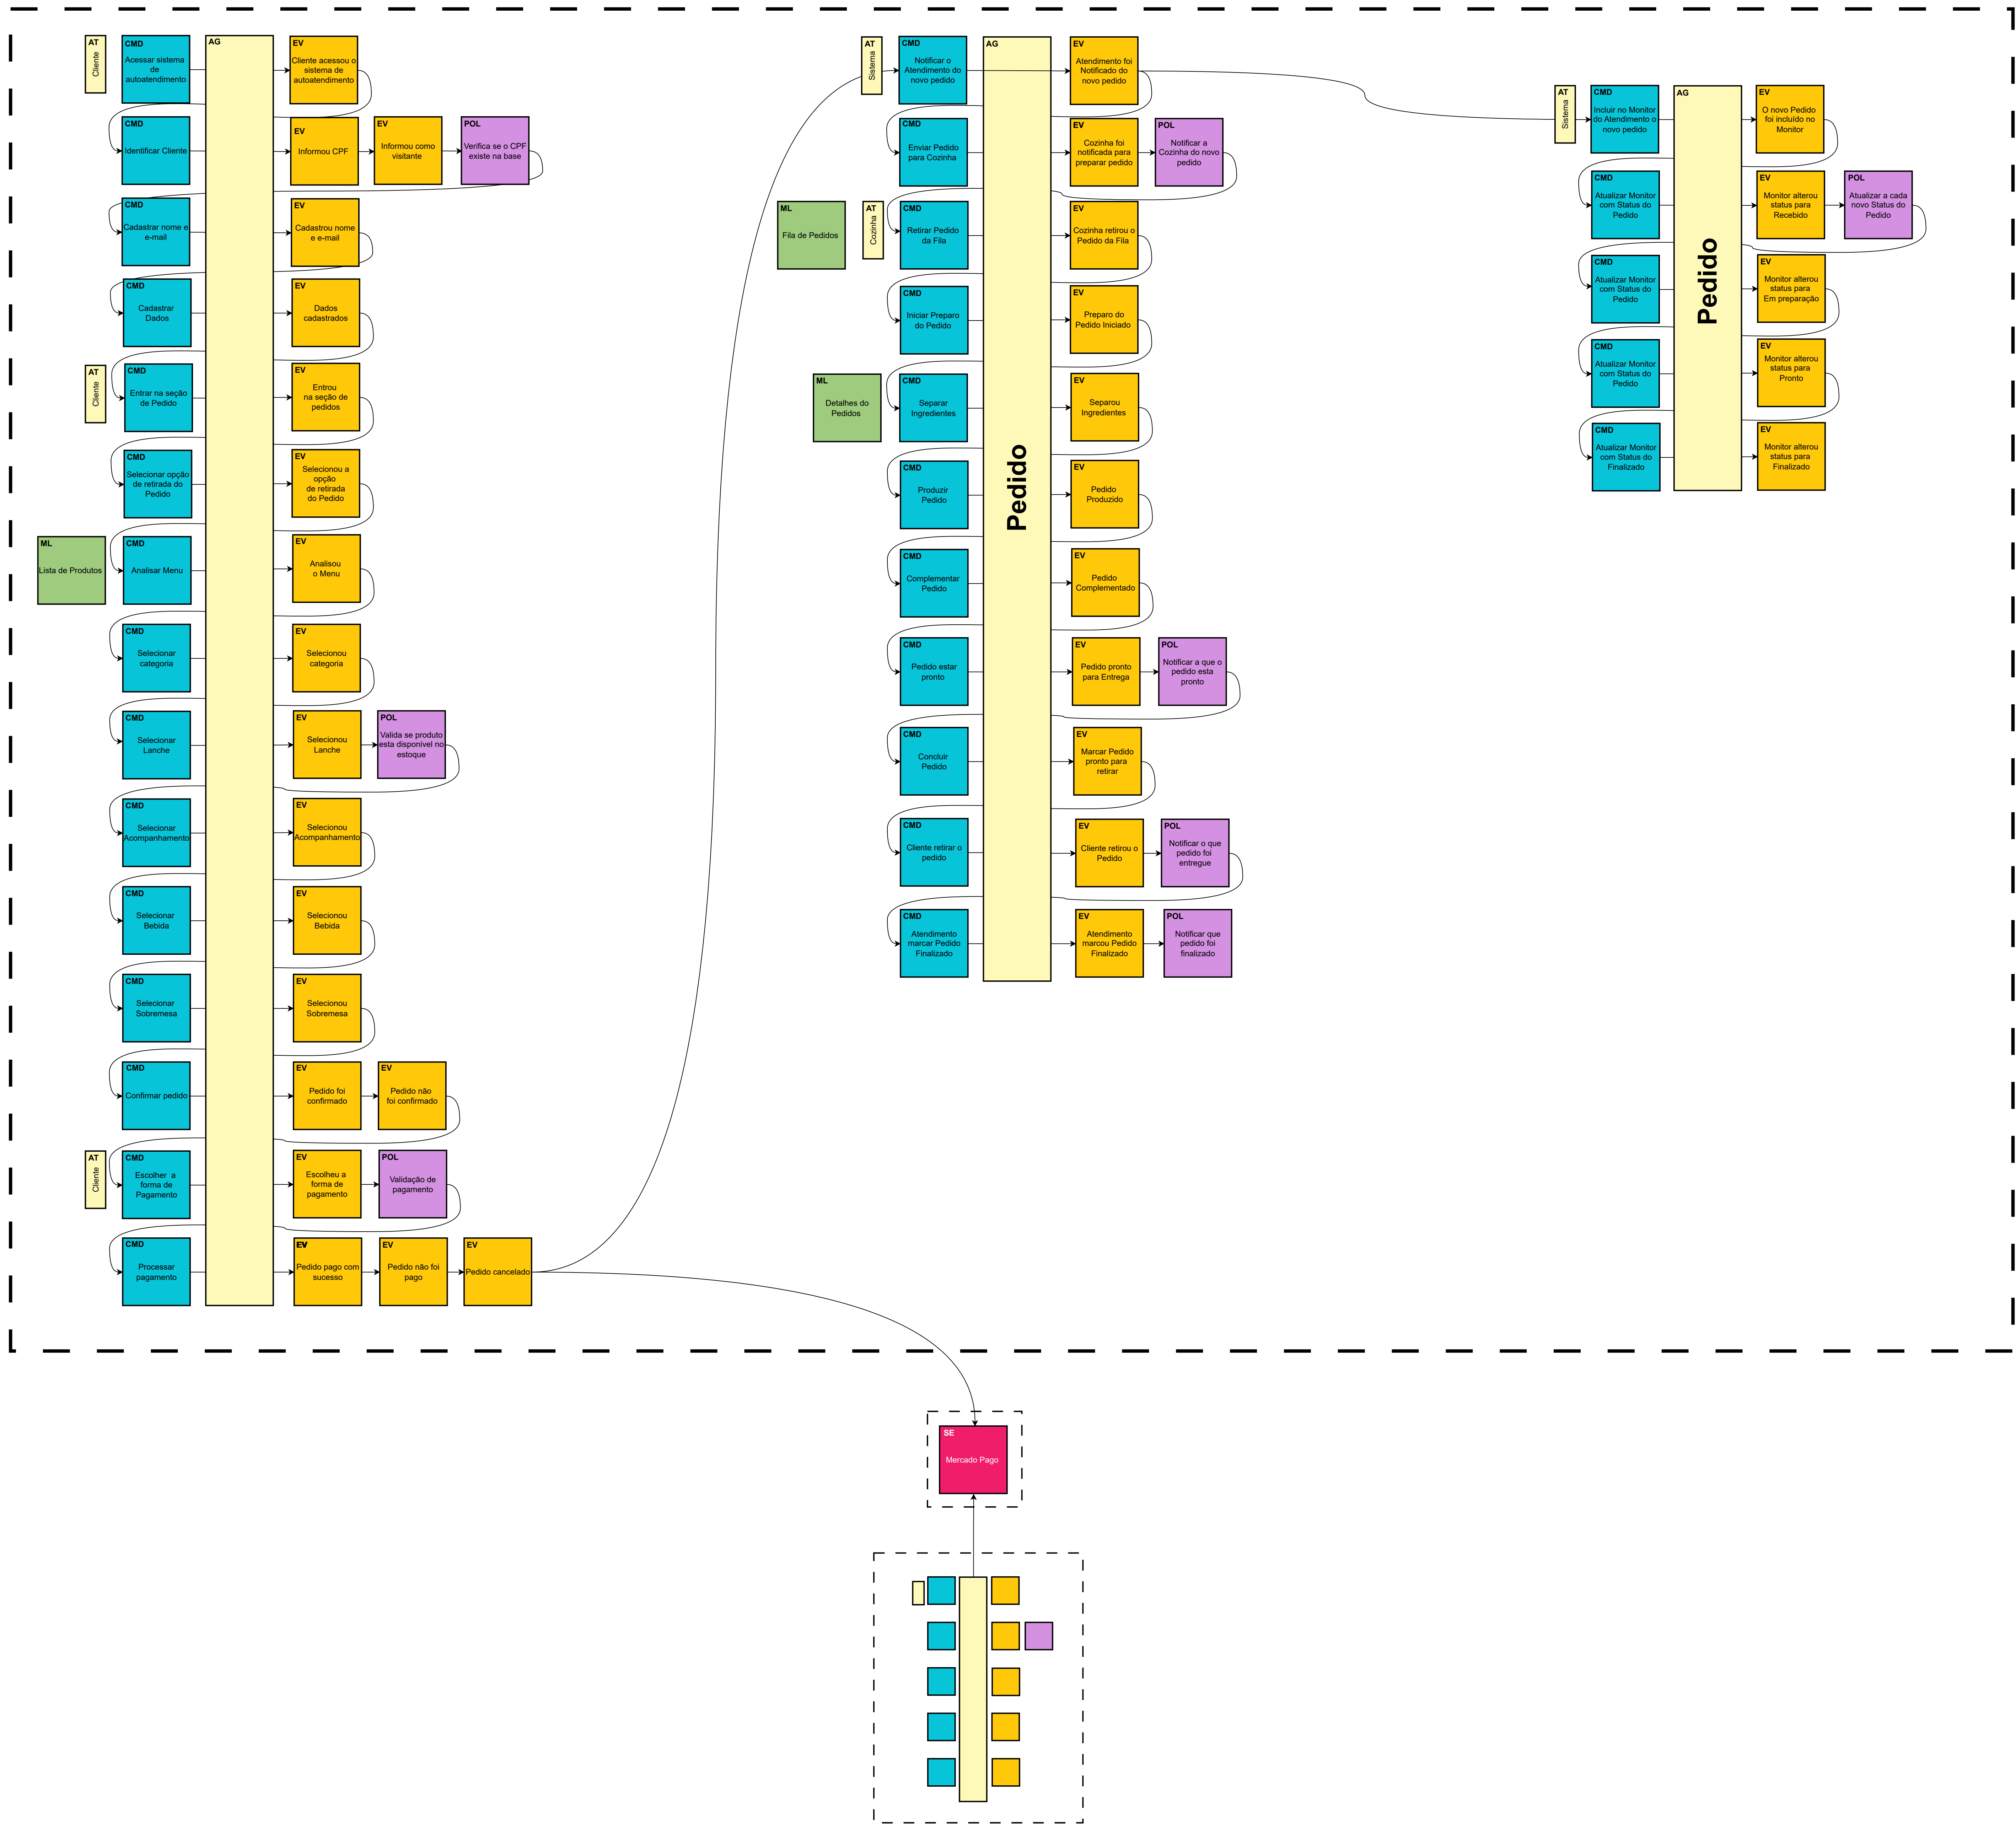 AT
Cliente
CMD
Acessar sistema
de
autoatendimento
AG
EV
Cliente acessou o
sistema de
autoatendimento
CMD
Identificar Cliente
EV
Informou CPF
EV
Informou como
visitante
POL
Verifica se o CPF
existe na base
CMD
Cadastrar nome e
e-mail
EV
Cadastrou nome
e e-mail
CMD
Cadastrar
Dados
EV
Dados
cadastrados
AT
Cliente
CMD
Entrar na seção
de Pedido
EV
Entrou
na seção de
pedidos
CMD
Selecionar opção
de retirada do
Pedido
EV
Selecionou a
opção
de retirada
do Pedido
ML
Lista de Produtos
CMD
Analisar Menu
EV
Analisou
o Menu
CMD
Selecionar
categoria
EV
Selecionou
categoria
CMD
Selecionar
Lanche
EV
Selecionou
Lanche
POL
Valida se produto
esta disponivel no
estoque
CMD
Selecionar
Acompanhamento
EV
Selecionou
Acompanhamento
CMD
Selecionar
Bebida
EV
Selecionou
Bebida
CMD
Selecionar
Sobremesa
EV
Selecionou
Sobremesa
CMD
Confirmar pedido
EV
Pedido foi
confirmado
EV
Pedido não
foi confirmado
AT
Cliente
CMD
Escolher a
forma de
Pagamento
EV
Escolheu a
forma de
pagamento
POL
Validação de
pagamento
CMD
Processar
pagamento
EV
Pedido pago com
sucesso
EV
Pedido não foi
pago
EV
Pedido cancelado
AT
Sistema
CMD
Notificar o
Atendimento do
novo pedido
AG
Pedido
EV
Atendimento foi
Notificado do
novo pedido
CMD
Enviar Pedido
para Cozinha
EV
Cozinha foi
notificada para
preparar pedido
POL
Notificar a
Cozinha do novo
pedido
ML
Fila de Pedidos
AT
Cozinha
CMD
Retirar Pedido
da Fila
EV
Cozinha retirou o
Pedido da Fila
CMD
Iniciar Preparo
do Pedido
EV
Preparo do
Pedido Iniciado
ML
Detalhes do
Pedidos
CMD
Separar
Ingredientes
EV
Separou
Ingredientes
CMD
Produzir
Pedido
EV
Pedido
Produzido
CMD
Complementar
Pedido
EV
Pedido
Complementado
CMD
Pedido estar
pronto
EV
Pedido pronto
para Entrega
POL
Notificar a que o
pedido esta
pronto
CMD
Concluir
Pedido
EV
Marcar Pedido
pronto para
retirar
CMD
Cliente retirar o
pedido
EV
Cliente retirou o
Pedido
POL
Notificar o que
pedido foi
entregue
CMD
Atendimento
marcar Pedido
Finalizado
EV
Atendimento
marcou Pedido
Finalizado
POL
Notificar que
pedido foi
finalizado
AT
Sistema
CMD
Incluir no Monitor
do Atendimento o
novo pedido
AG
Pedido
EV
O novo Pedido
foi incluído no
Monitor
CMD
Atualizar Monitor
com Status do
Pedido
EV
Monitor alterou
status para
Recebido
POL
Atualizar a cada
novo Status do
Pedido
CMD
Atualizar Monitor
com Status do
Pedido
EV
Monitor alterou
status para
Em preparação
CMD
Atualizar Monitor
com Status do
Pedido
EV
Monitor alterou
status para
Pronto
CMD
Atualizar Monitor
com Status do
Finalizado
EV
Monitor alterou
status para
Finalizado
SE
Mercado Pago